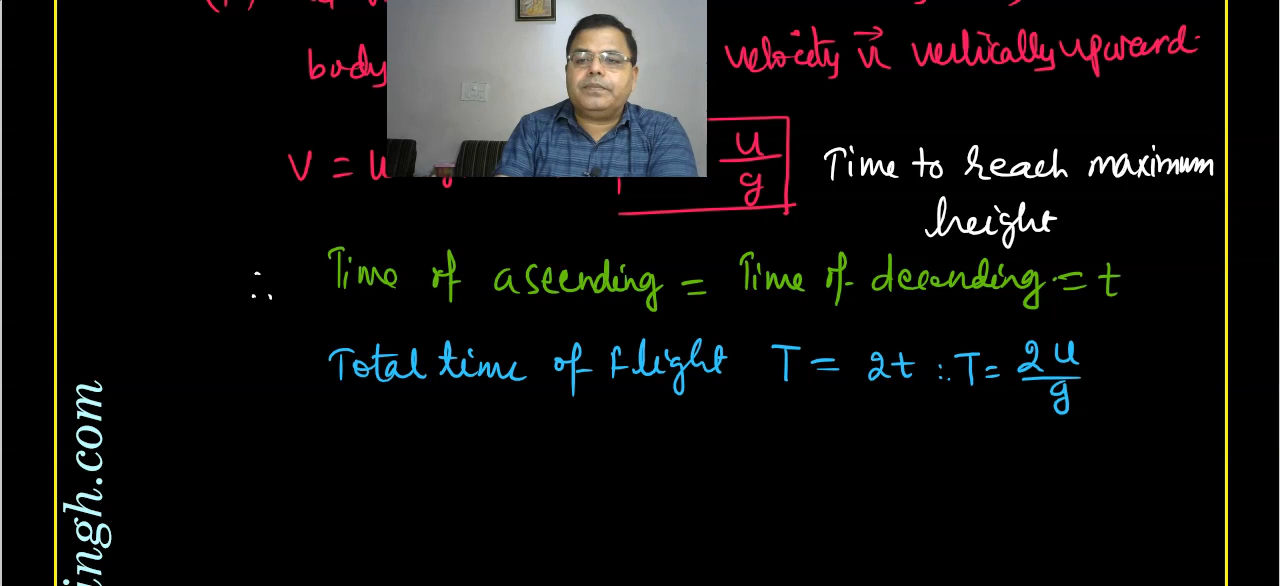 body velocity u⃗ vertically upward.
V = u u/g Time to reach maximum
height
∴ Time of ascending = Time of decending = t
Total time of flight T = 2t ∴ T = 2u/g
ingh.com